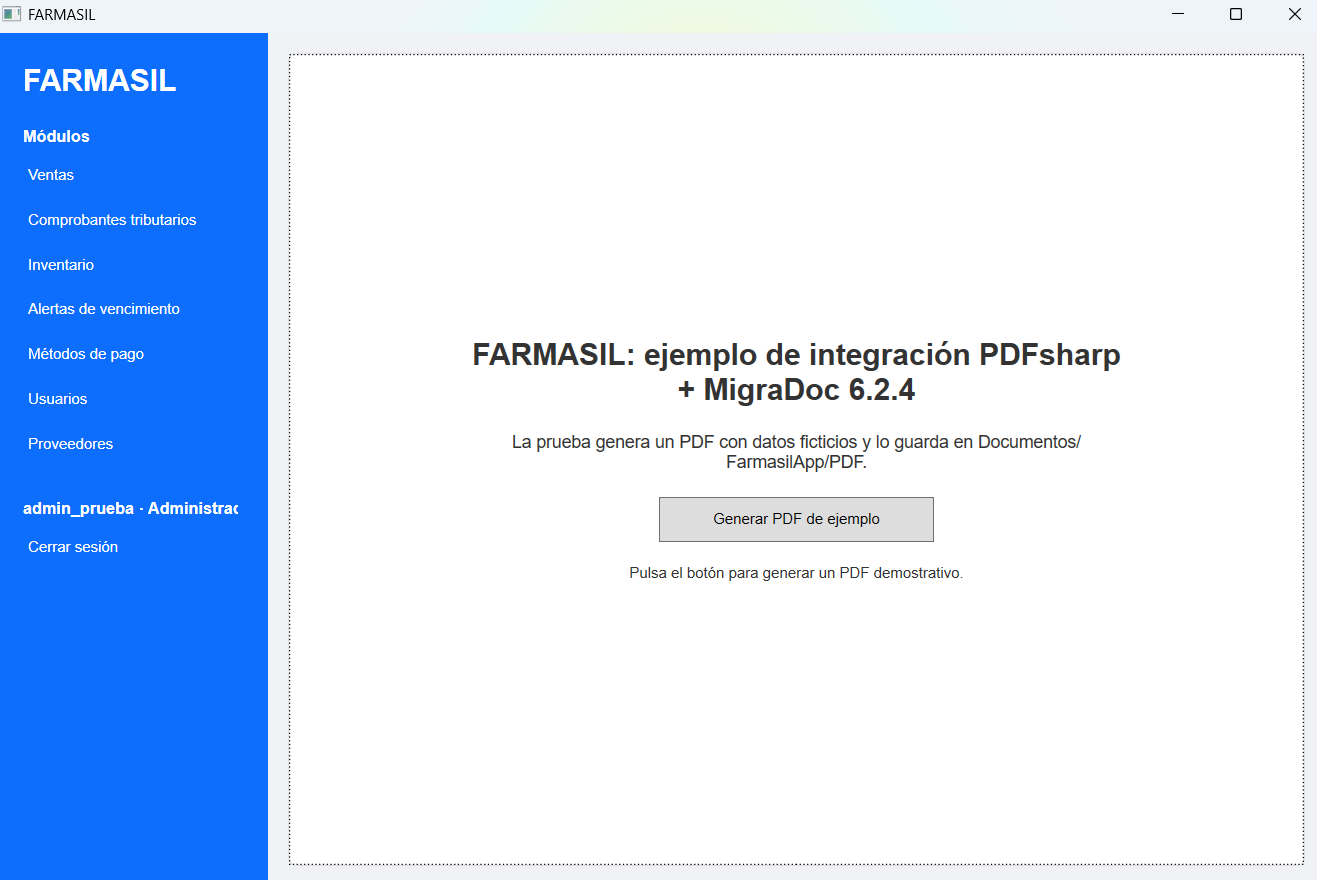 FARMASIL
FARMASIL
Módulos
Ventas
Comprobantes tributarios
Inventario
Alertas de vencimiento
Métodos de pago
Usuarios
Proveedores
admin_prueba · Administrac
Cerrar sesión
FARMASIL: ejemplo de integración PDFsharp
+ MigraDoc 6.2.4
La prueba genera un PDF con datos ficticios y lo guarda en Documentos/
FarmasilApp/PDF.
Generar PDF de ejemplo
Pulsa el botón para generar un PDF demostrativo.